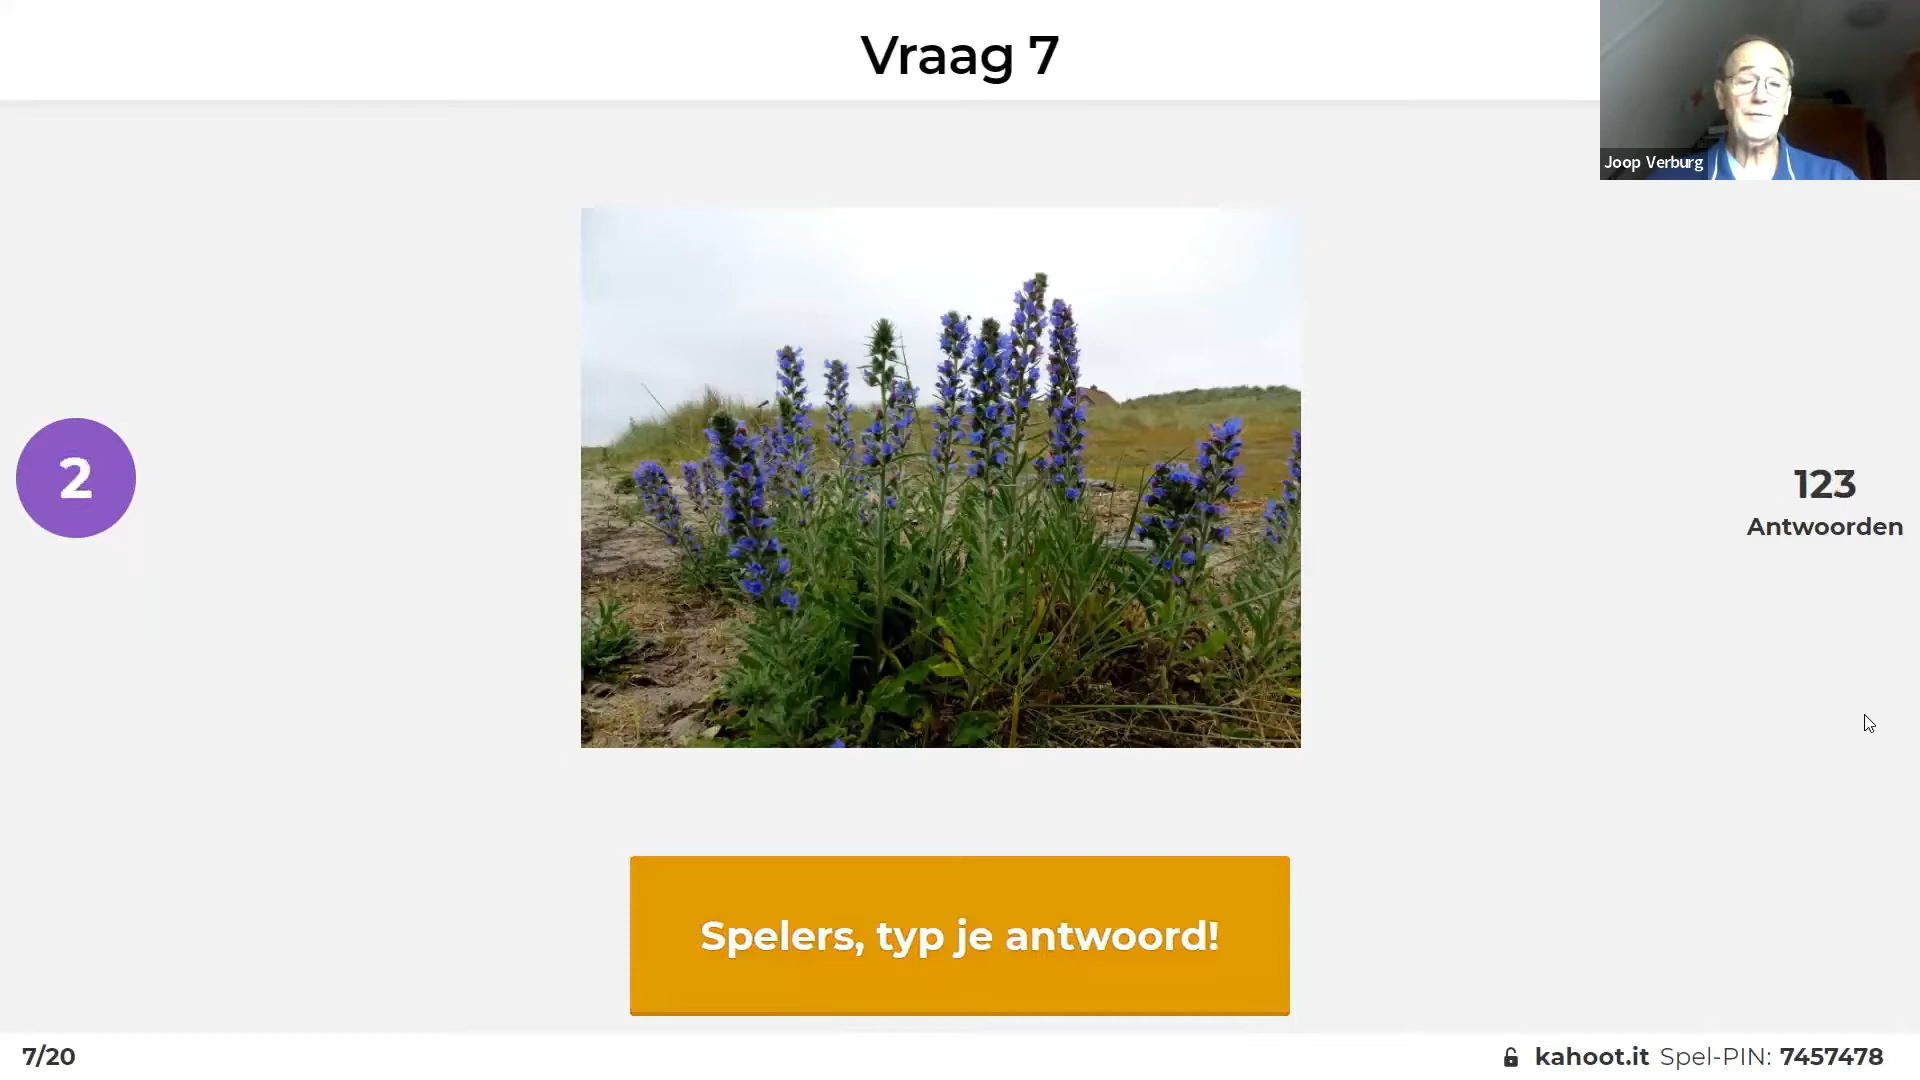 Vraag 7
Joop Verburg
2
123
Antwoorden
Spelers, typ je antwoord!
7/20
kahoot.it Spel-PIN: 7457478